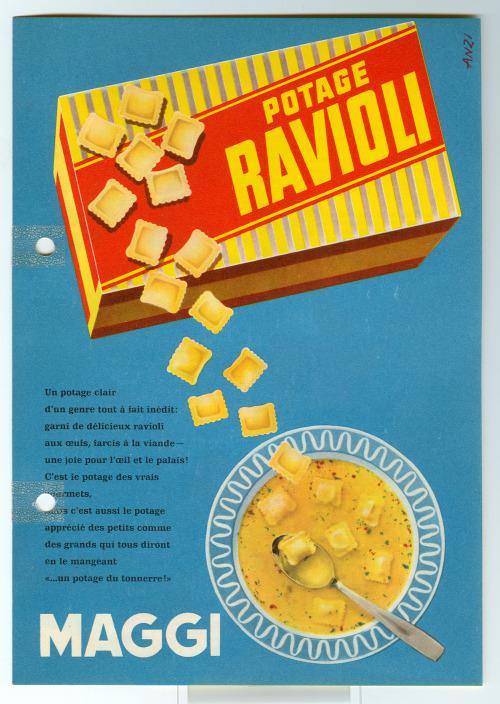 ANZI
POTAGE
RAVIOLI
Un potage clair
d'un genre tout à fait inédit:
garni de délicieux ravioli
aux œufs, farcis à la viande—
une joie pour l'œil et le palais!
C'est le potage des vrais
c'est aussi le potage
apprécié des petits comme
des grands qui tous diront
en le mangeant
«...un potage du tonnerre!»
MAGGI